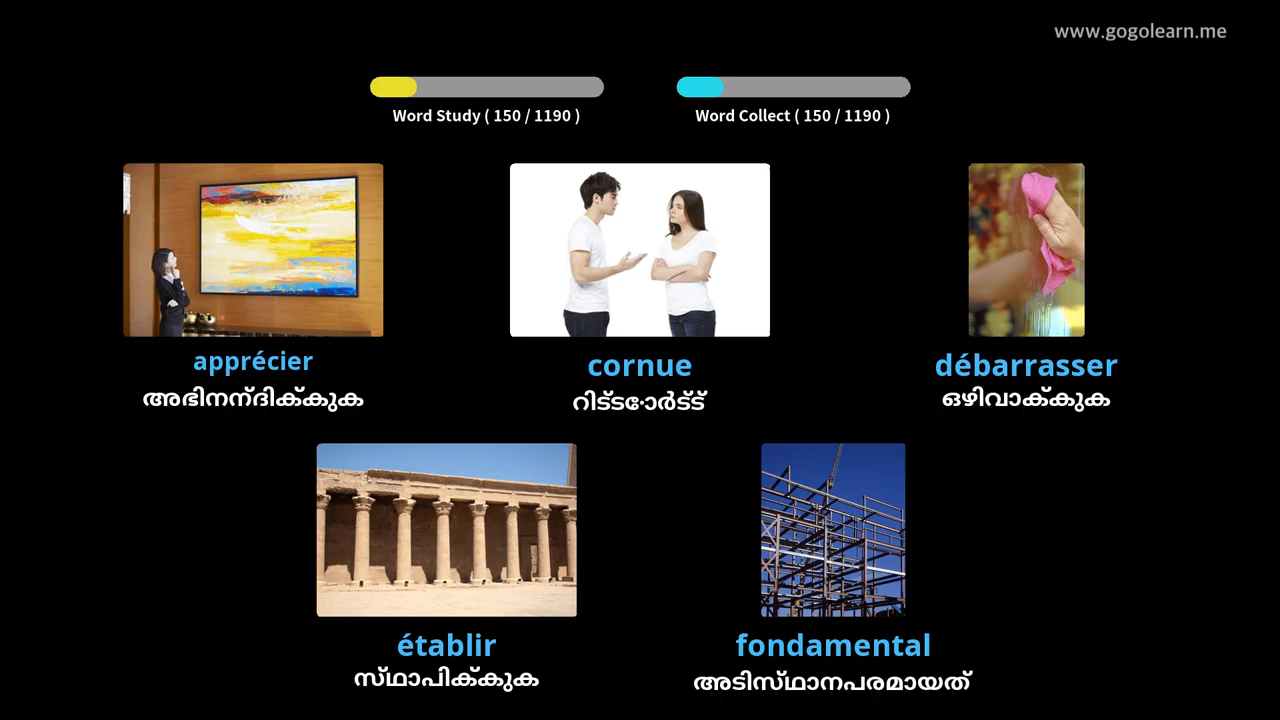 www.gogolearn.me
Word Study ( 150 / 1190 )
Word Collect ( 150 / 1190 )
apprécier
അഭിനന്ദിക്കുക
cornue
റിട്ടോർട്ട്
débarrasser
ഒഴിവാക്കുക
établir
സ്ഥാപിക്കുക
fondamental
അടിസ്ഥാനപരമായത്